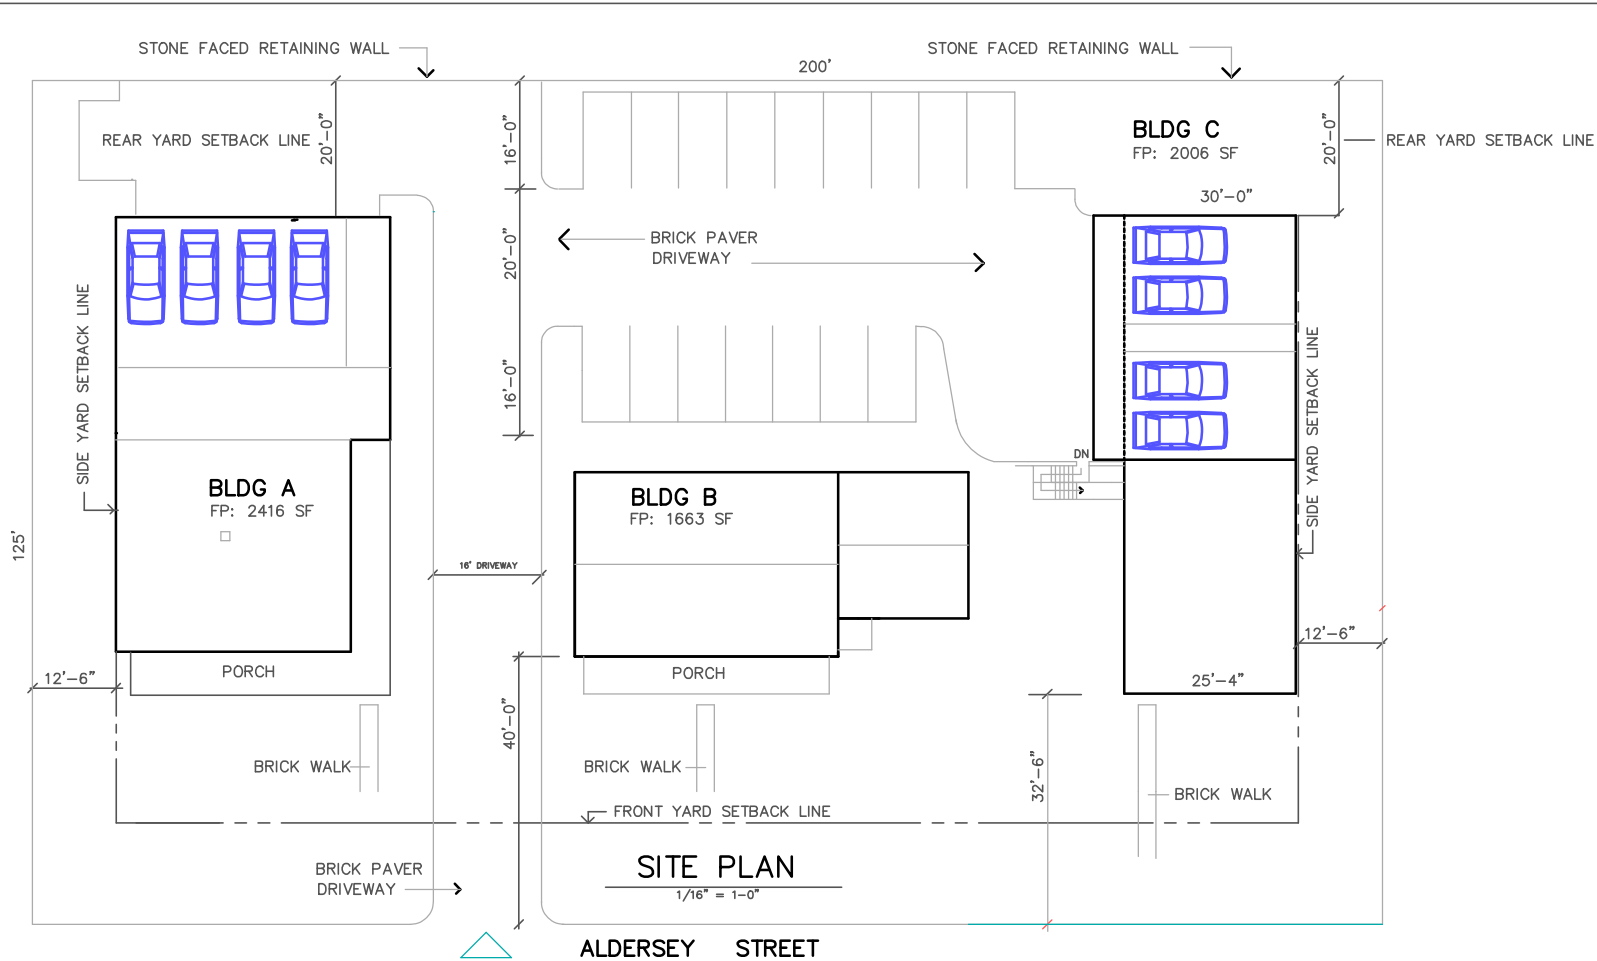 STONE FACED RETAINING WALL
STONE FACED RETAINING WALL
200'
REAR YARD SETBACK LINE
20'-0"
16'-0"
BLDG C
FP: 2006 SF
20'-0"
REAR YARD SETBACK LINE
30'-0"
BRICK PAVER
DRIVEWAY
20'-0"
SIDE YARD SETBACK LINE
16'-0"
SIDE YARD SETBACK LINE
DN
BLDG A
FP: 2416 SF
BLDG B
FP: 1663 SF
125'
16' DRIVEWAY
12'-6"
PORCH
12'-6"
PORCH
25'-4"
40'-0"
BRICK WALK
BRICK WALK
32'-6"
BRICK WALK
FRONT YARD SETBACK LINE
BRICK PAVER
DRIVEWAY
SITE PLAN
1/16" = 1-0"
ALDERSEY STREET